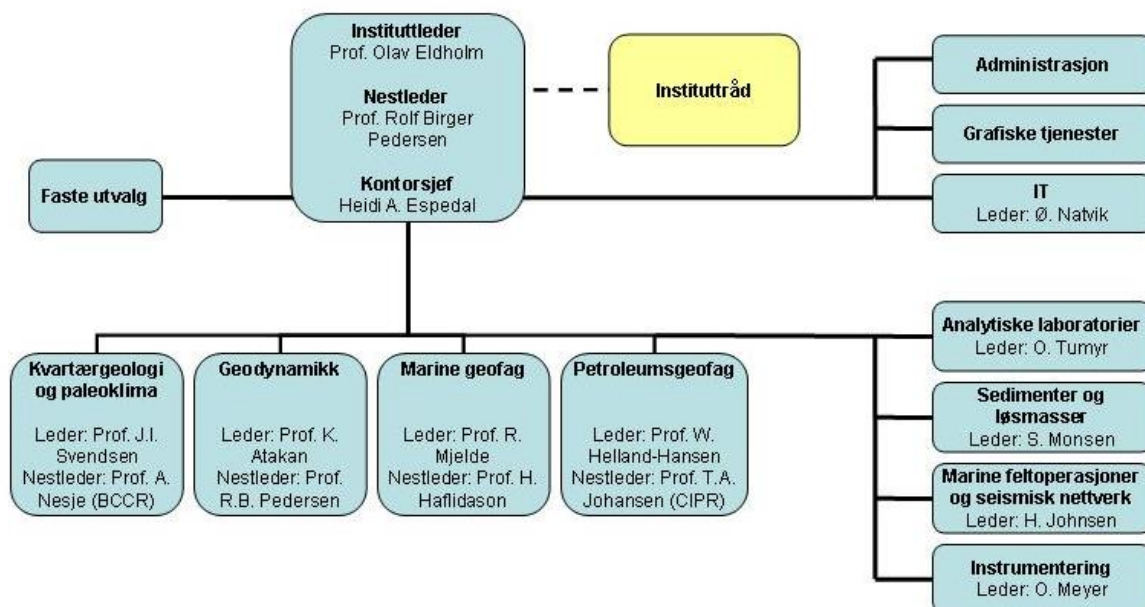 Instituttleder
Prof. Olav Eldholm
Nestleder
Prof. Rolf Birger
Pedersen
Kontorsjef
Heidi A. Espedal
Instituttråd
Faste utvalg
Administrasjon
Grafiske tjenester
IT
Leder: Ø. Natvik
Kvartærgeologi
og paleoklima
Leder: Prof. J.I.
Svendsen
Nestleder: Prof. A.
Nesje (BCCR)
Geodynamikk
Leder: Prof. K.
Atakan
Nestleder: Prof.
R.B. Pedersen
Marine geofag
Leder: Prof. R.
Mjelde
Nestleder: Prof. H.
Haflidason
Petroleumsgeofag
Leder: Prof. W.
Helland-Hansen
Nestleder: Prof. T.A.
Johansen (CIPR)
Analytiske laboratorier
Leder: O. Tumyr
Sedimenter og
løsmasser
Leder: S. Monsen
Marine feltoperasjoner
og seismisk nettverk
Leder: H. Johnsen
Instrumentering
Leder: O. Meyer